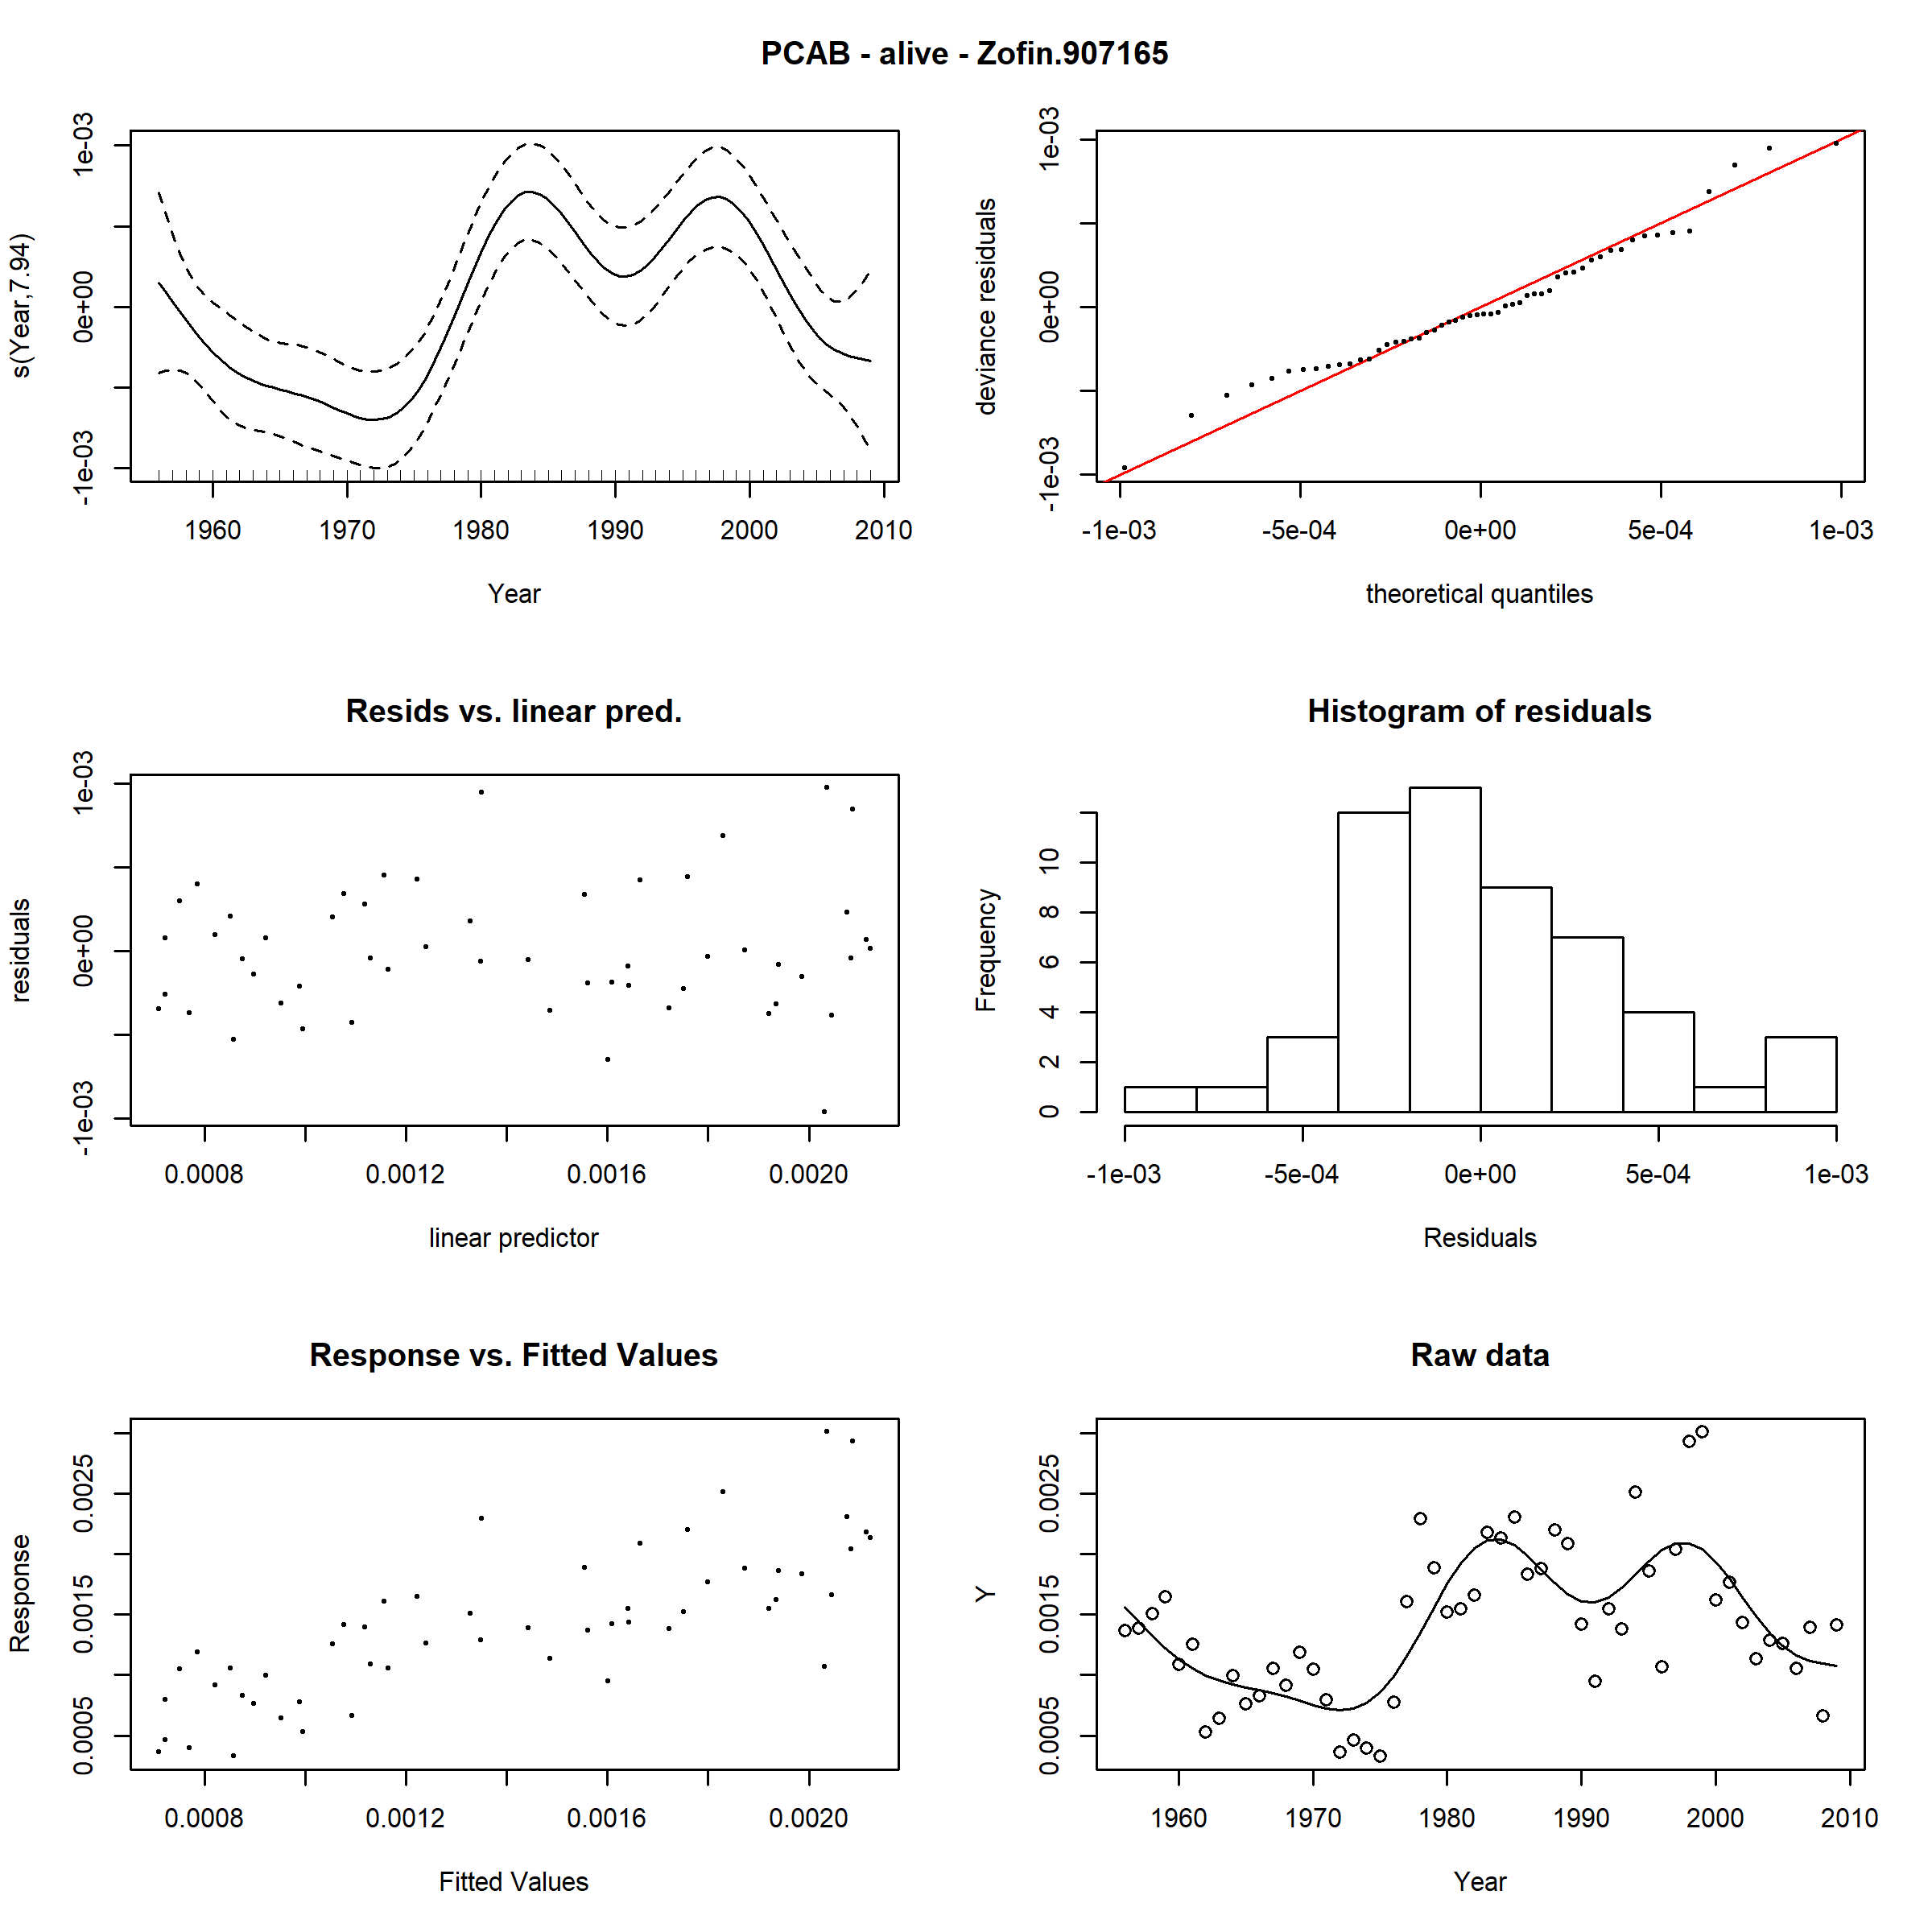 PCAB - alive - Zofin.907165
s(Year,7.94)
-1e-03 0e+00 1e-03
1960 1970 1980 1990 2000 2010
Year
deviance residuals
-1e-03 0e+00 1e-03
-1e-03 -5e-04 0e+00 5e-04 1e-03
theoretical quantiles
Resids vs. linear pred.
residuals
-1e-03 0e+00 1e-03
0.0008 0.0012 0.0016 0.0020
linear predictor
Histogram of residuals
Frequency
0 2 4 6 8 10
-1e-03 -5e-04 0e+00 5e-04 1e-03
Residuals
Response vs. Fitted Values
Response
0.0005 0.0015 0.0025
0.0008 0.0012 0.0016 0.0020
Fitted Values
Raw data
Y
0.0005 0.0015 0.0025
1960 1970 1980 1990 2000 2010
Year